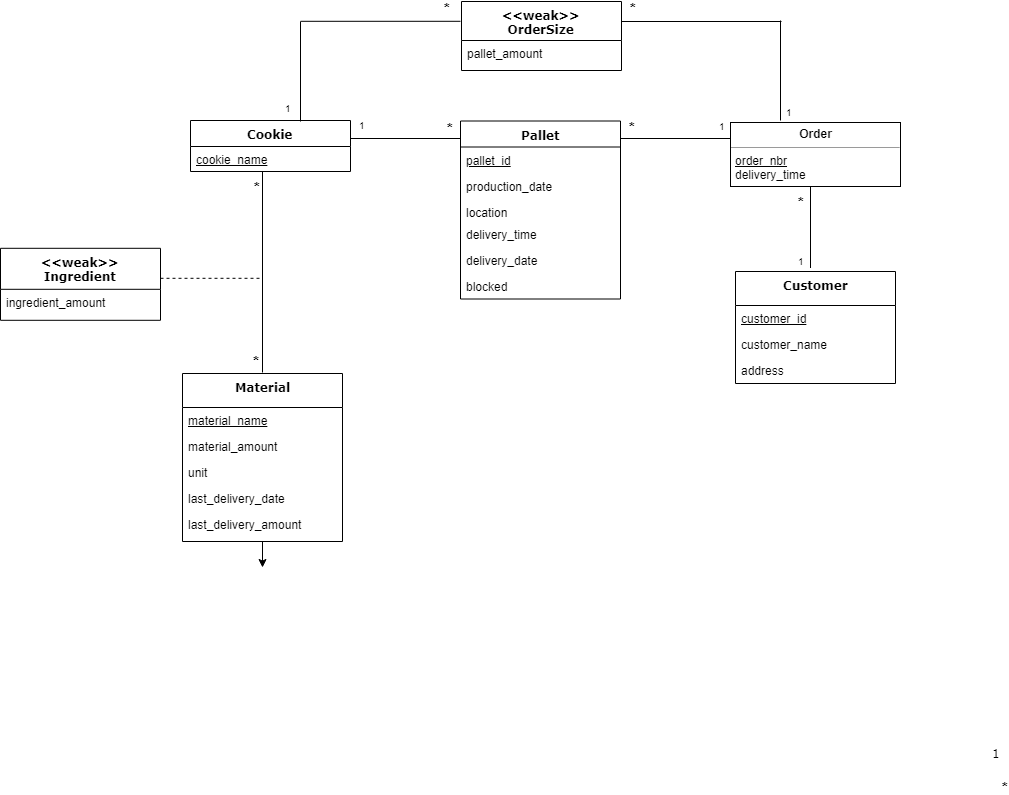 * <<weak>> *
OrderSize
pallet_amount
1 1
Cookie 1 * Pallet * 1 Order
cookie_name
pallet_id
order_nbr
delivery_time
*
production_date
*
location
delivery_time
delivery_date
blocked
1
<<weak>>
Ingredient
ingredient_amount
Customer
customer_id
customer_name
address
*
Material
material_name
material_amount
unit
last_delivery_date
last_delivery_amount
1
*